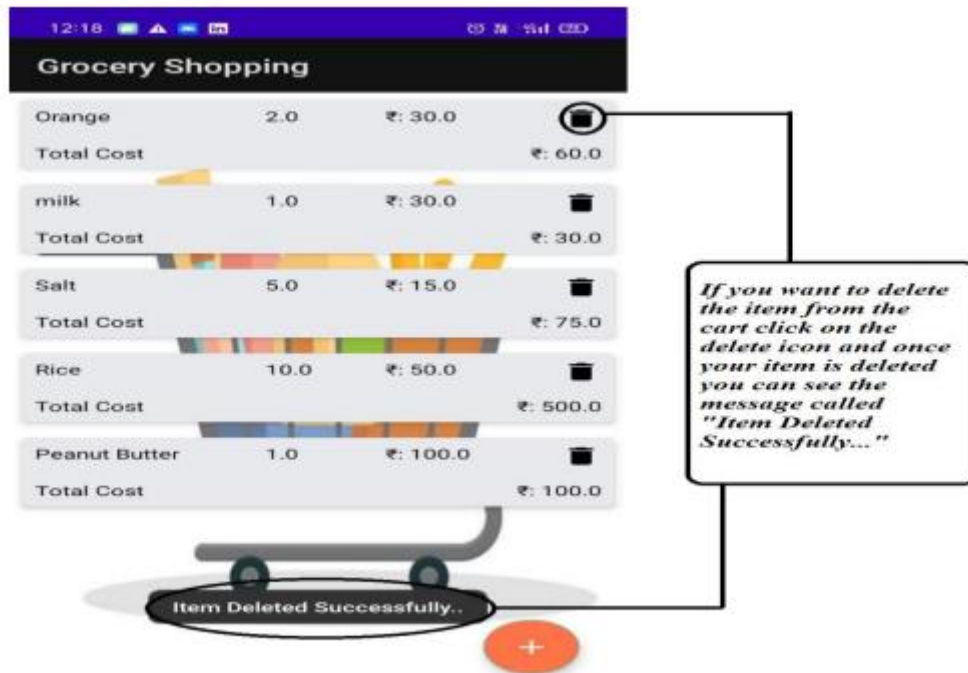 12:18
Grocery Shopping
Orange 2.0 ₹: 30.0
Total Cost ₹: 60.0
milk 1.0 ₹: 30.0
Total Cost ₹: 30.0
Salt 5.0 ₹: 15.0
Total Cost ₹: 75.0
Rice 10.0 ₹: 50.0
Total Cost ₹: 500.0
Peanut Butter 1.0 ₹: 100.0
Total Cost ₹: 100.0
Item Deleted Successfully..
+
If you want to delete
the item from the
cart click on the
delete icon and once
your item is deleted
you can see the
message called
"Item Deleted
Successfully..."